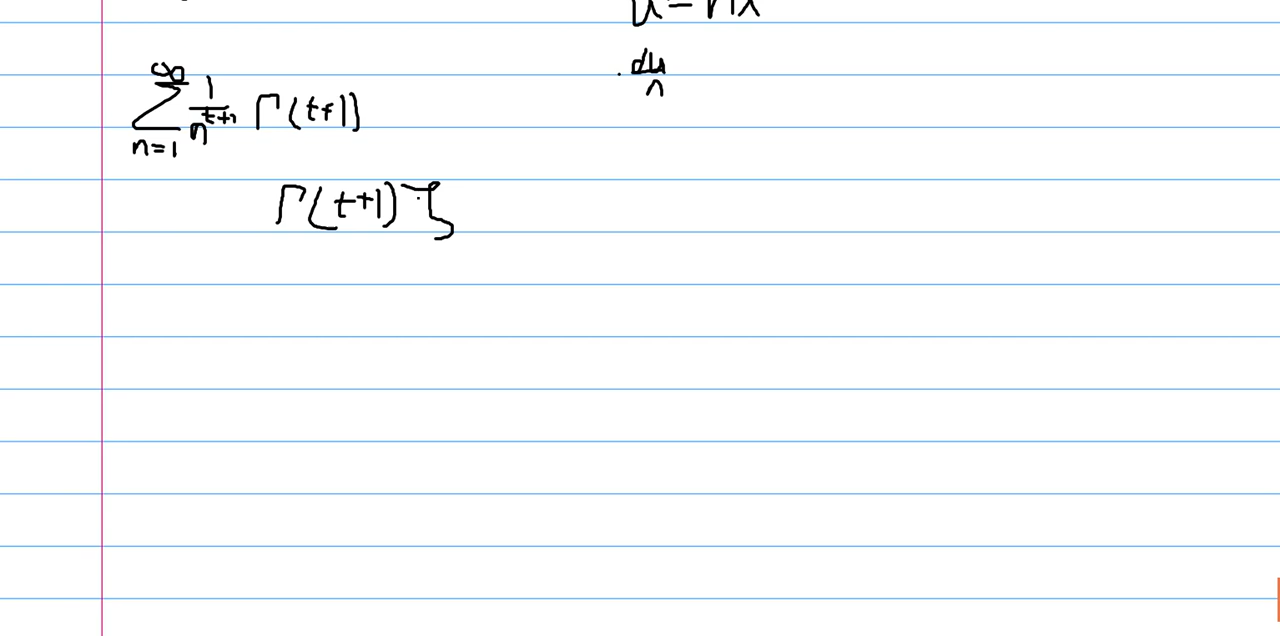 u = nx
du/n
∑_{n=1}^{∞} 1/n^{t+1} Γ(t+1)
Γ(t+1) ζ